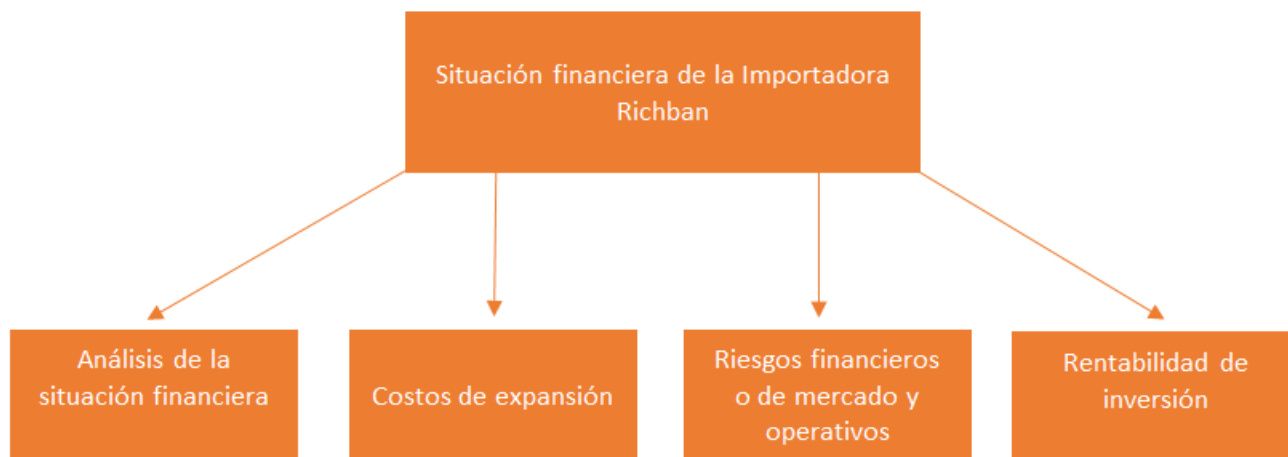 Situación financiera de la Importadora
Richban
Análisis de la
situación financiera
Costos de expansión
Riesgos financieros
o de mercado y
operativos
Rentabilidad de
inversión